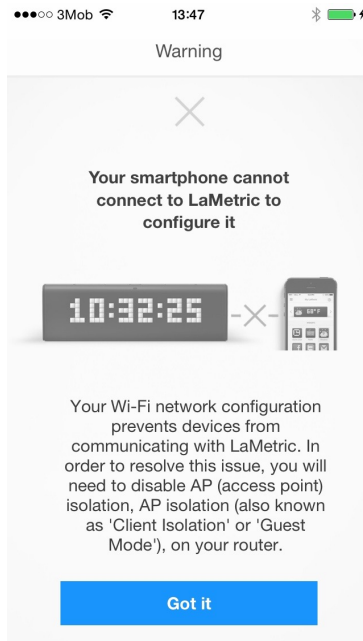 3Mob 13:47
Warning
Your smartphone cannot
connect to LaMetric to
configure it
10:32:25
68°F
Your Wi-Fi network configuration
prevents devices from
communicating with LaMetric. In
order to resolve this issue, you will
need to disable AP (access point)
isolation, AP isolation (also known
as 'Client Isolation' or 'Guest
Mode'), on your router.
Got it